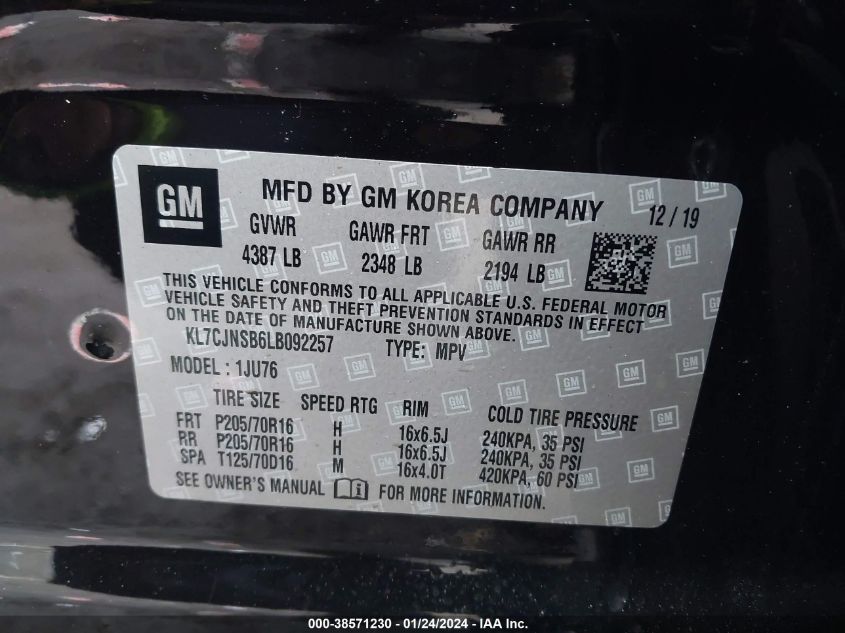 GM MFD BY GM KOREA COMPANY 12 / 19
GVWR GAWR FRT GAWR RR
4387 LB 2348 LB 2194 LB
THIS VEHICLE CONFORMS TO ALL APPLICABLE U.S. FEDERAL MOTOR
VEHICLE SAFETY AND THEFT PREVENTION STANDARDS IN EFFECT
ON THE DATE OF MANUFACTURE SHOWN ABOVE.
KL7CJNSB6LB092257 TYPE: MPV
MODEL : 1JU76
TIRE SIZE SPEED RTG RIM COLD TIRE PRESSURE
FRT P205/70R16 H 16x6.5J 240KPA, 35 PSI
RR P205/70R16 H 16x6.5J 240KPA, 35 PSI
SPA T125/70D16 M 16x4.0T 420KPA, 60 PSI
SEE OWNER'S MANUAL FOR MORE INFORMATION.
000-38571230 - 01/24/2024 - IAA Inc.